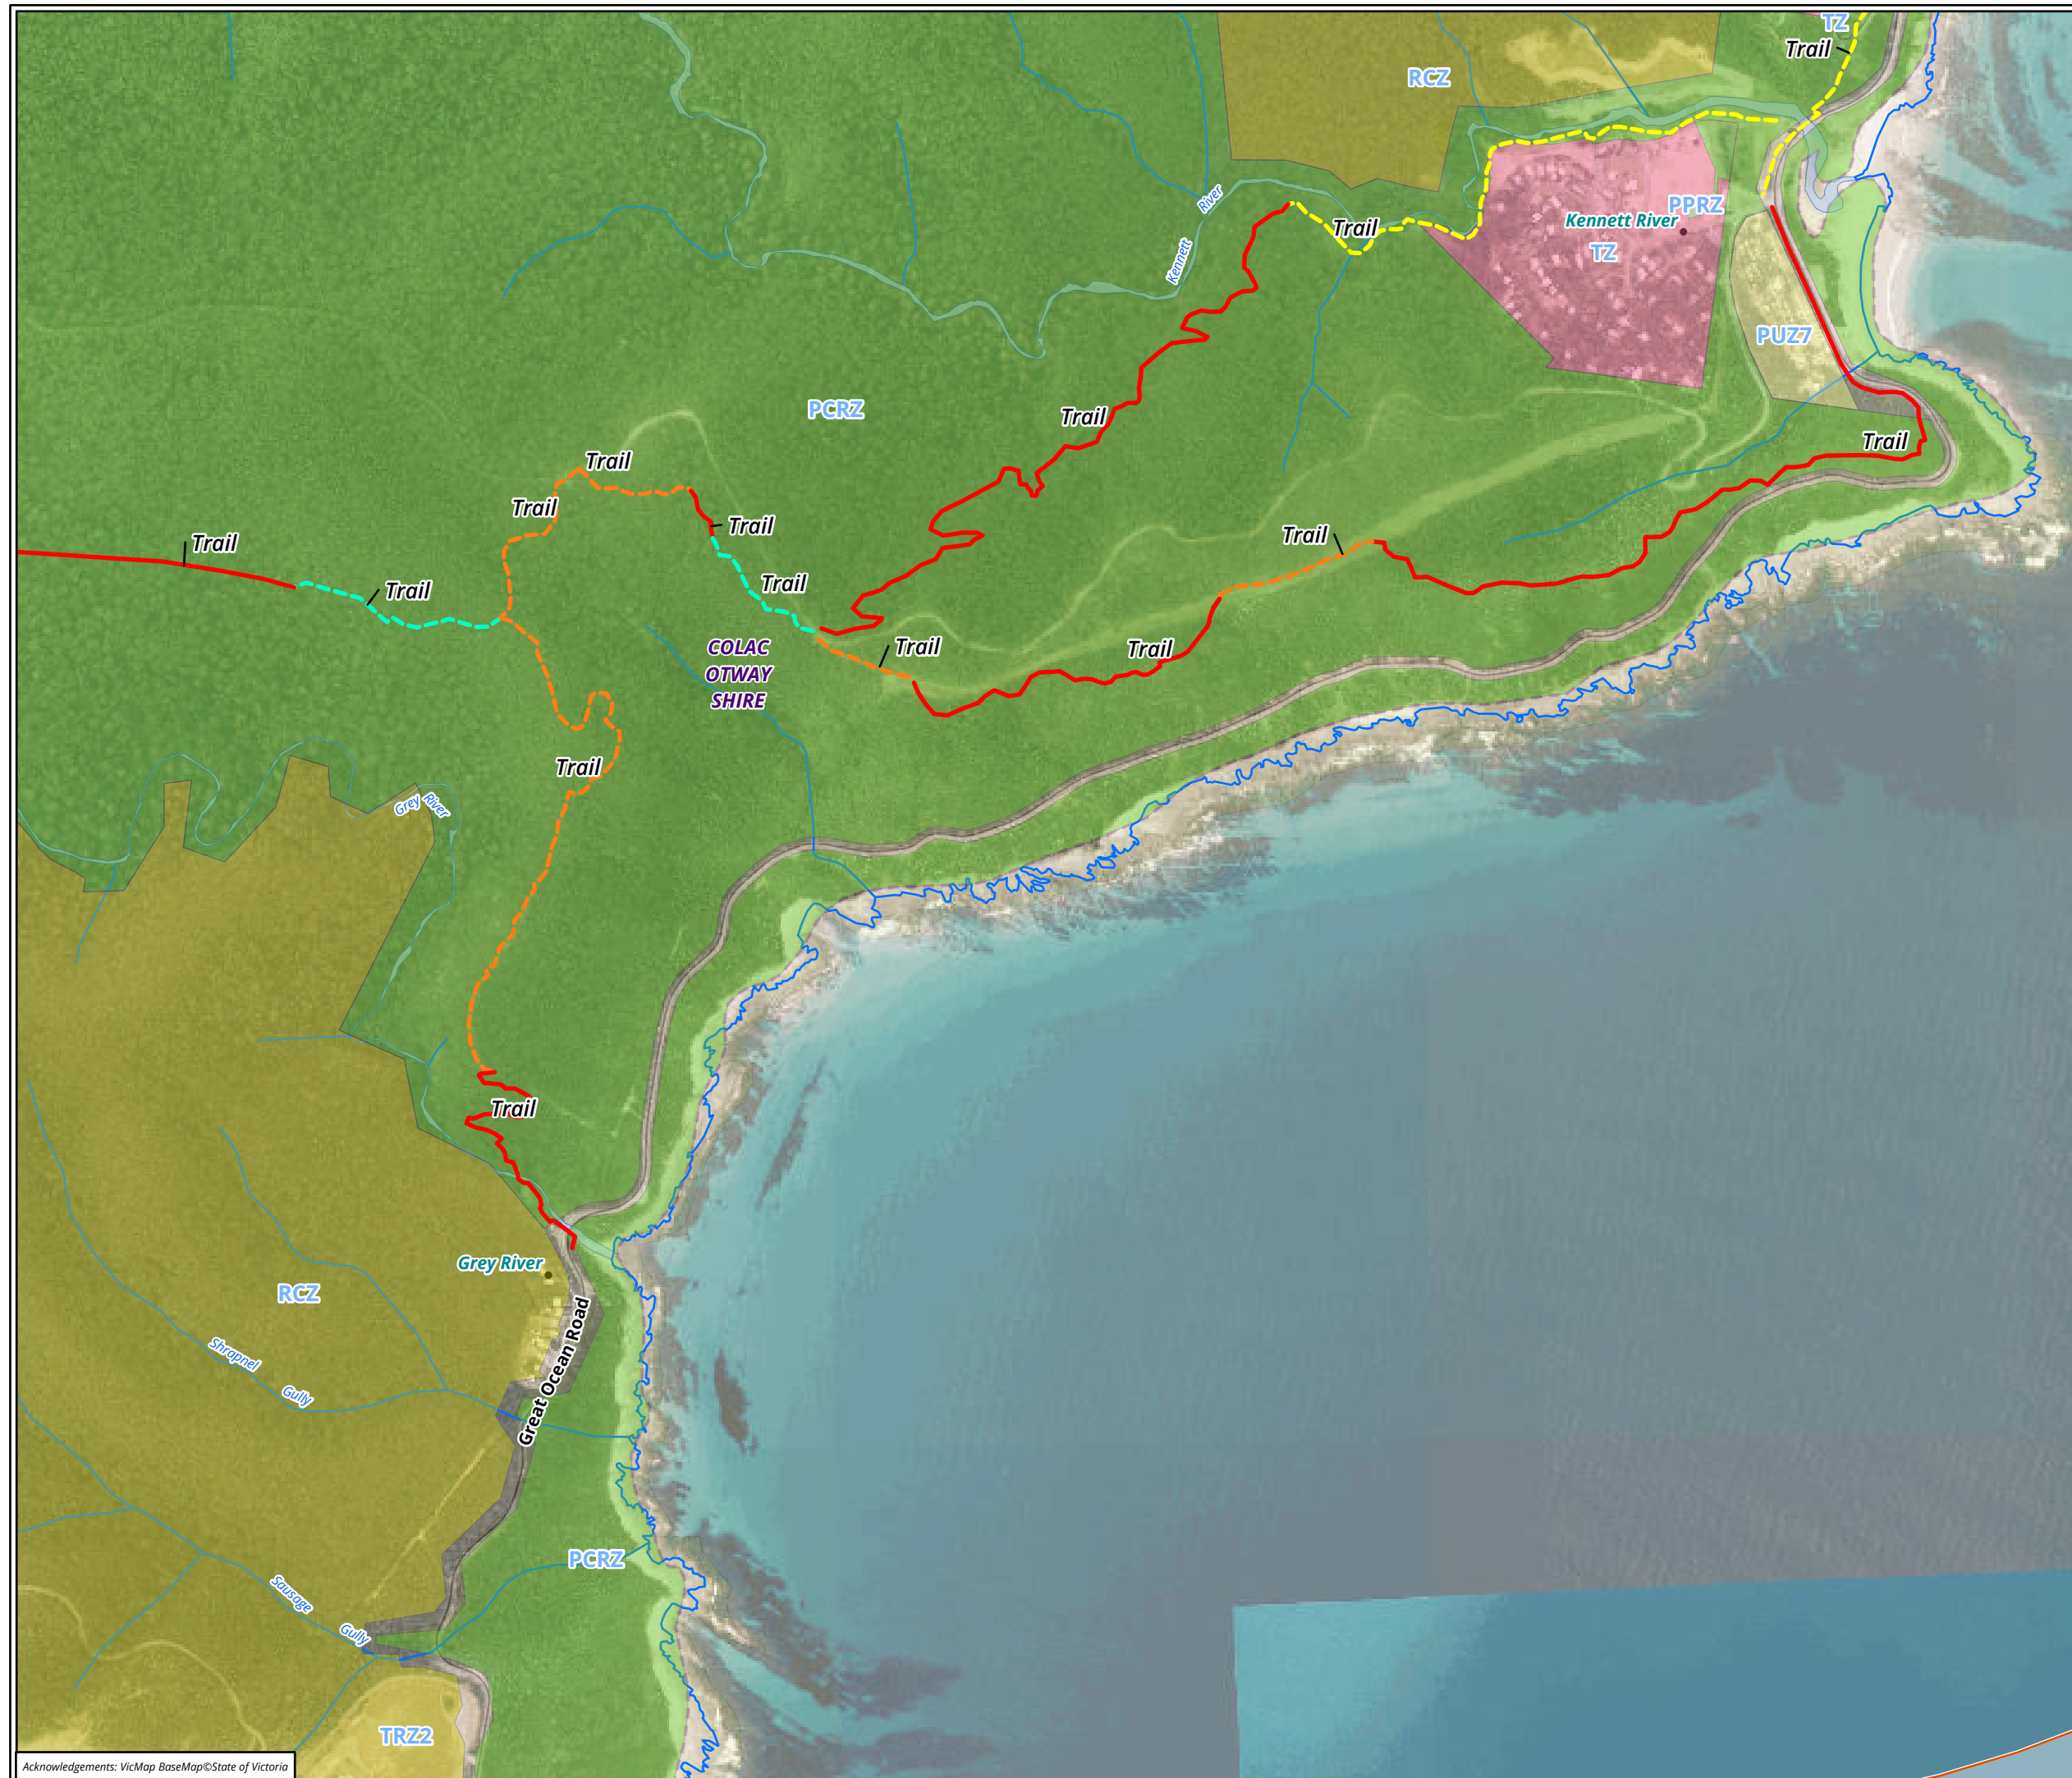 TZ
Trail
RCZ
River
Kennett
PPRZ
Kennett River
Trail
TZ
PUZ7
PCRZ
Trail
Trail
Trail
Trail
Trail
Trail
Trail
Trail
Trail
Trail
COLAC
OTWAY
SHIRE
Trail
Trail
Trail
Grey
River
Trail
Grey River
RCZ
Great Ocean Road
Shrapnel
Gully
PCRZ
Sausage
Gully
TRZ2
Acknowledgements: VicMap BaseMap©State of Victoria